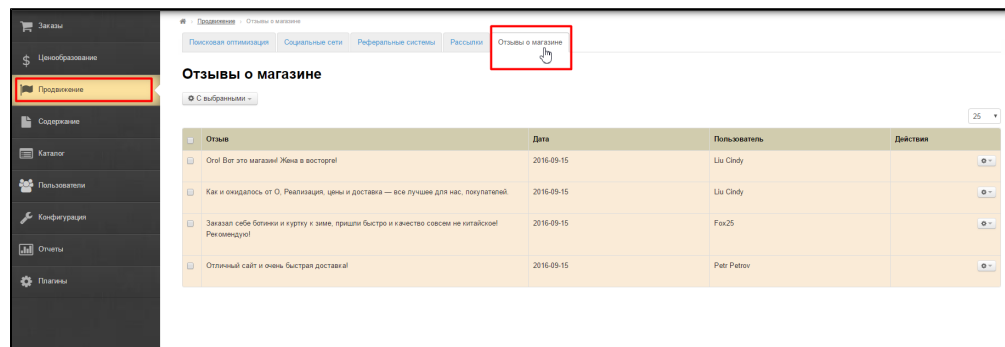 Заказы
Ценообразование
Продвижение
Содержание
Каталог
Пользователи
Конфигурация
Отчеты
Плагины
Продвижение Отзывы о магазине
Поисковая оптимизация Социальные сети Реферальные системы Рассылки Отзывы о магазине
Отзывы о магазине
С выбранными
25
Отзыв Дата Пользователь Действия
Ого! Вот это магазин! Жена в восторге! 2016-09-15 Liu Cindy
Как и ожидалось от О, Реализация, цены и доставка — все лучшее для нас, покупателей. 2016-09-15 Liu Cindy
Заказал себе ботинки и куртку к зиме, пришли быстро и качество совсем не китайское! 2016-09-15 Fox25
Рекомендую!
Отличный сайт и очень быстрая доставка! 2016-09-15 Petr Petrov